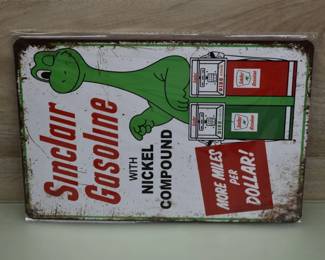 Sinclair
Gasoline
WITH
NICKEL
COMPOUND
MORE MILES
PER
DOLLAR!